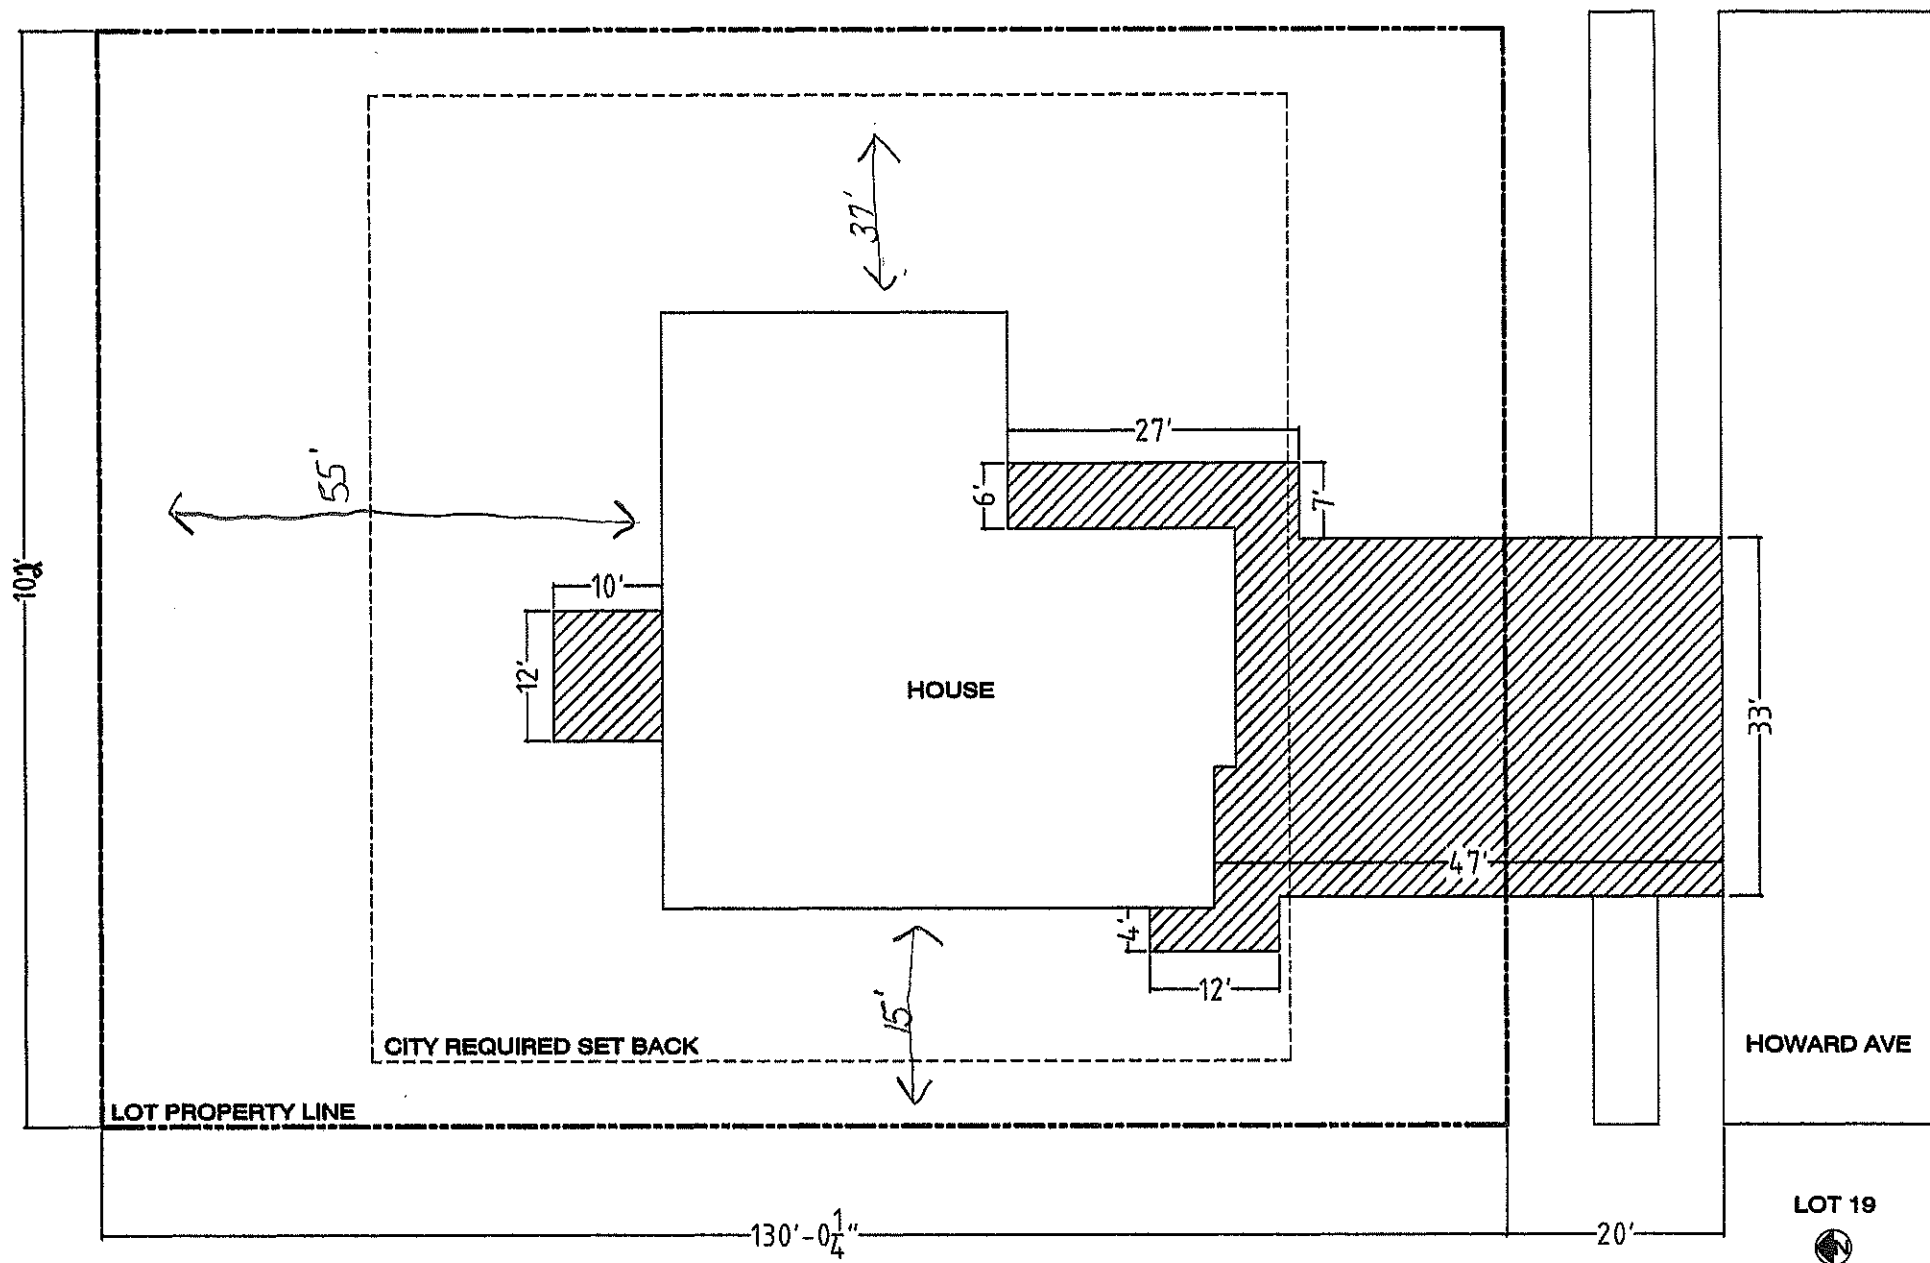 37'
27'
55'
6'
7'
102'
10'
12'
HOUSE
33'
47'
4'
12'
15'
CITY REQUIRED SET BACK
HOWARD AVE
LOT PROPERTY LINE
LOT 19
130'-0 1/4"
20'
N